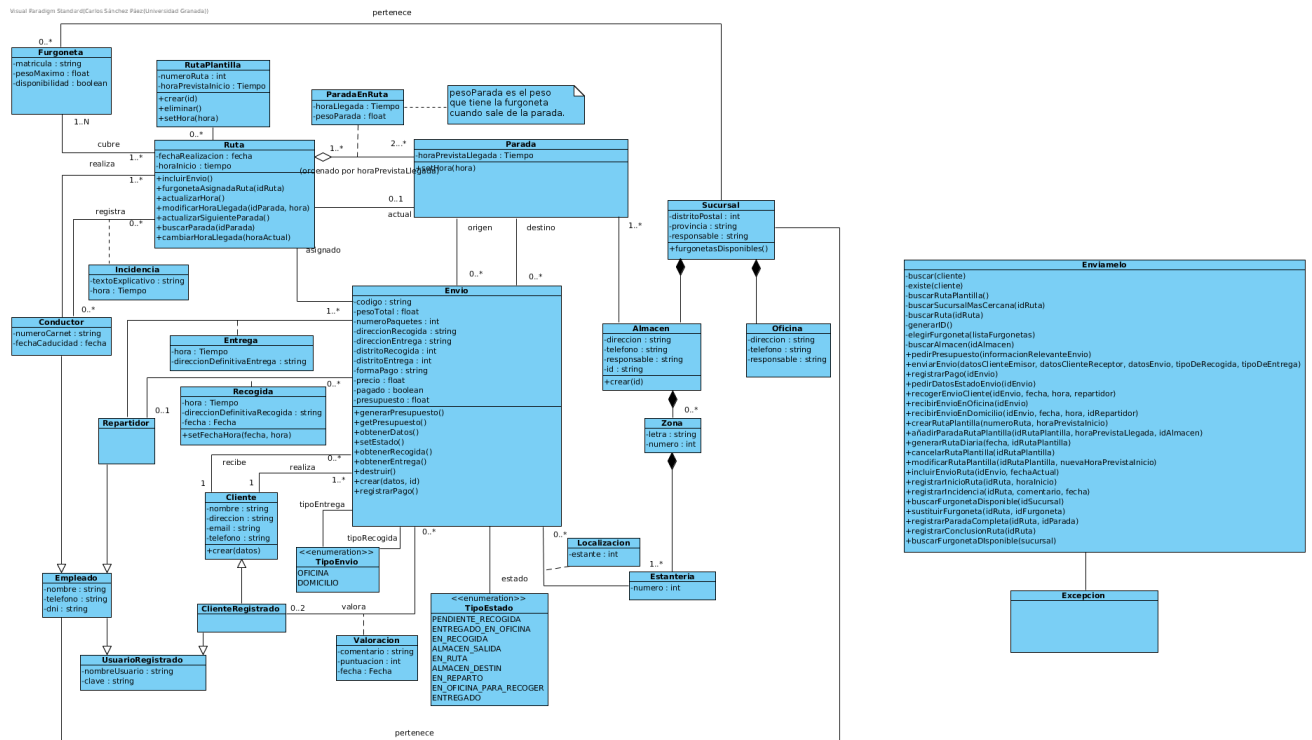 Visual Paradigm Standard(Carlos Sánchez Páez(Universidad Granada))
pertenece
0..*
Furgoneta
-matricula : string
-pesoMaximo : float
-disponibilidad : boolean
1..N
cubre
1..*
realiza
1..*
registra
0..*
RutaPlantilla
-numeroRuta : int
-horaPrevistaInicio : Tiempo
+crear(id)
+eliminar()
+setHora(hora)
0..*
ParadaEnRuta
-horaLlegada : Tiempo
-pesoParada : float
pesoParada es el peso
que tiene la furgoneta
cuando sale de la parada.
Ruta
-fechaRealizacion : fecha
-horaInicio : tiempo
+incluirEnvio()
+furgonetaAsignadaRuta(idRuta)
+actualizarHora()
+modificarHoraLlegada(idParada, hora)
+actualizarSiguienteParada()
+buscarParada(idParada)
+cambiarHoraLlegada(horaActual)
1..*
2...*
(ordenado por horaPrevistaLlegada)
Parada
-horaPrevistaLlegada : Tiempo
+setHora(hora)
0..1
actual
asignado
origen
destino
0..*
0..*
1..*
Sucursal
-distritoPostal : int
-provincia : string
-responsable : string
+furgonetasDisponibles()
Incidencia
-textoExplicativo : string
-hora : Tiempo
0..*
Conductor
-numeroCarnet : string
-fechaCaducidad : fecha
1..*
Entrega
-hora : Tiempo
-direccionDefinitivaEntrega : string
0..*
Recogida
-hora : Tiempo
-direccionDefinitivaRecogida : string
-fecha : Fecha
+setFechaHora(fecha, hora)
0..1
Repartidor
Envio
-codigo : string
-pesoTotal : float
-numeroPaquetes : int
-direccionRecogida : string
-direccionEntrega : string
-distritoRecogida : int
-distritoEntrega : int
-formaPago : string
-precio : float
-pagado : boolean
-presupuesto : float
+generarPresupuesto()
+getPresupuesto()
+obtenerDatos()
+setEstado()
+obtenerRecogida()
+obtenerEntrega()
+destruir()
+crear(datos, id)
+registrarPago()
Almacen
-direccion : string
-telefono : string
-responsable : string
-id : string
+crear(id)
Oficina
-direccion : string
-telefono : string
-responsable : string
0..*
Zona
-letra : string
-numero : int
recibe
0..*
realiza
1..*
1
1
Cliente
-nombre : string
-direccion : string
-email : string
-telefono : string
+crear(datos)
tipoEntrega
tipoRecogida
<<enumeration>>
TipoEnvio
OFICINA
DOMICILIO
0..*
estado
0..*
Localizacion
-estante : int
1..*
Estanteria
-numero : int
Empleado
-nombre : string
-telefono : string
-dni : string
ClienteRegistrado
0..2
valora
Valoracion
-comentario : string
-puntuacion : int
-fecha : Fecha
<<enumeration>>
TipoEstado
PENDIENTE_RECOGIDA
ENTREGADO_EN_OFICINA
EN_RECOGIDA
ALMACEN_SALIDA
EN_RUTA
ALMACEN_DESTIN
EN_REPARTO
EN_OFICINA_PARA_RECOGER
ENTREGADO
UsuarioRegistrado
-nombreUsuario : string
-clave : string
pertenece
Enviamelo
-buscar(cliente)
-existe(cliente)
-buscarRutaPlantilla()
-buscarSucursalMasCercana(idRuta)
-buscarRuta(idRuta)
-generarID()
-elegirFurgoneta(listaFurgonetas)
-buscarAlmacen(idAlmacen)
+pedirPresupuesto(informacionRelevanteEnvio)
+enviarEnvio(datosClienteEmisor, datosClienteReceptor, datosEnvio, tipoDeRecogida, tipoDeEntrega)
+registrarPago(idEnvio)
+pedirDatosEstadoEnvio(idEnvio)
+recogerEnvioCliente(idEnvio, fecha, hora, repartidor)
+recibirEnvioEnOficina(idEnvio)
+recibirEnvioEnDomicilio(idEnvio, fecha, hora, idRepartidor)
+crearRutaPlantilla(numeroRuta, horaPrevistaInicio)
+añadirParadaRutaPlantilla(idRutaPlantilla, horaPrevistaLlegada, idAlmacen)
+generarRutaDiaria(fecha, idRutaPlantilla)
+cancelarRutaPlantilla(idRutaPlantilla)
+modificarRutaPlantilla(idRutaPlantilla, nuevaHoraPrevistaInicio)
+incluirEnvioRuta(idEnvio, fechaActual)
+registrarInicioRuta(idRuta, horaInicio)
+registrarIncidencia(idRuta, comentario, fecha)
+buscarFurgonetaDisponible(idSucursal)
+sustituirFurgoneta(idRuta, idFurgoneta)
+registrarParadaCompleta(idRuta, idParada)
+registrarConclusionRuta(idRuta)
+buscarFurgonetaDIsponible(sucursal)
Excepcion